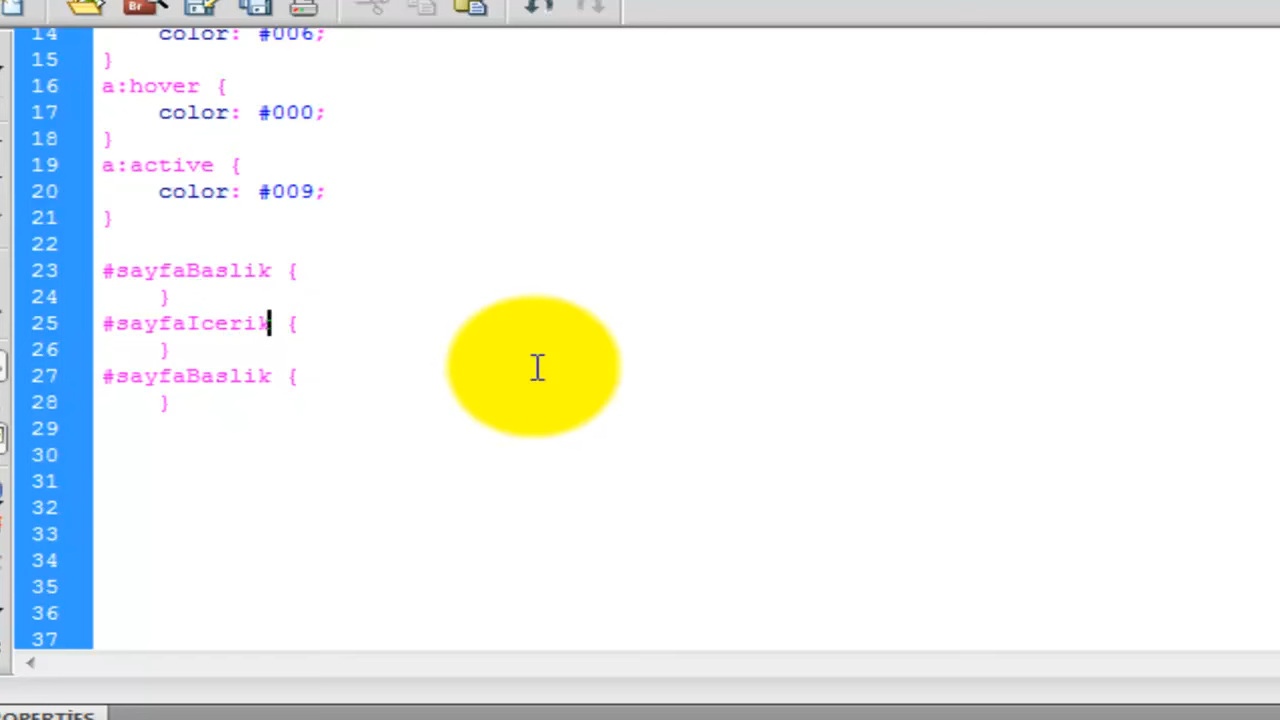 Br
14 color: #006;
15 }
16 a:hover {
17 color: #000;
18 }
19 a:active {
20 color: #009;
21 }
22
23 #sayfaBaslik {
24 }
25 #sayfaIcerik {
26 }
27 #sayfaBaslik {
28 }
29
30
31
32
33
34
35
36
37
OPERTİES